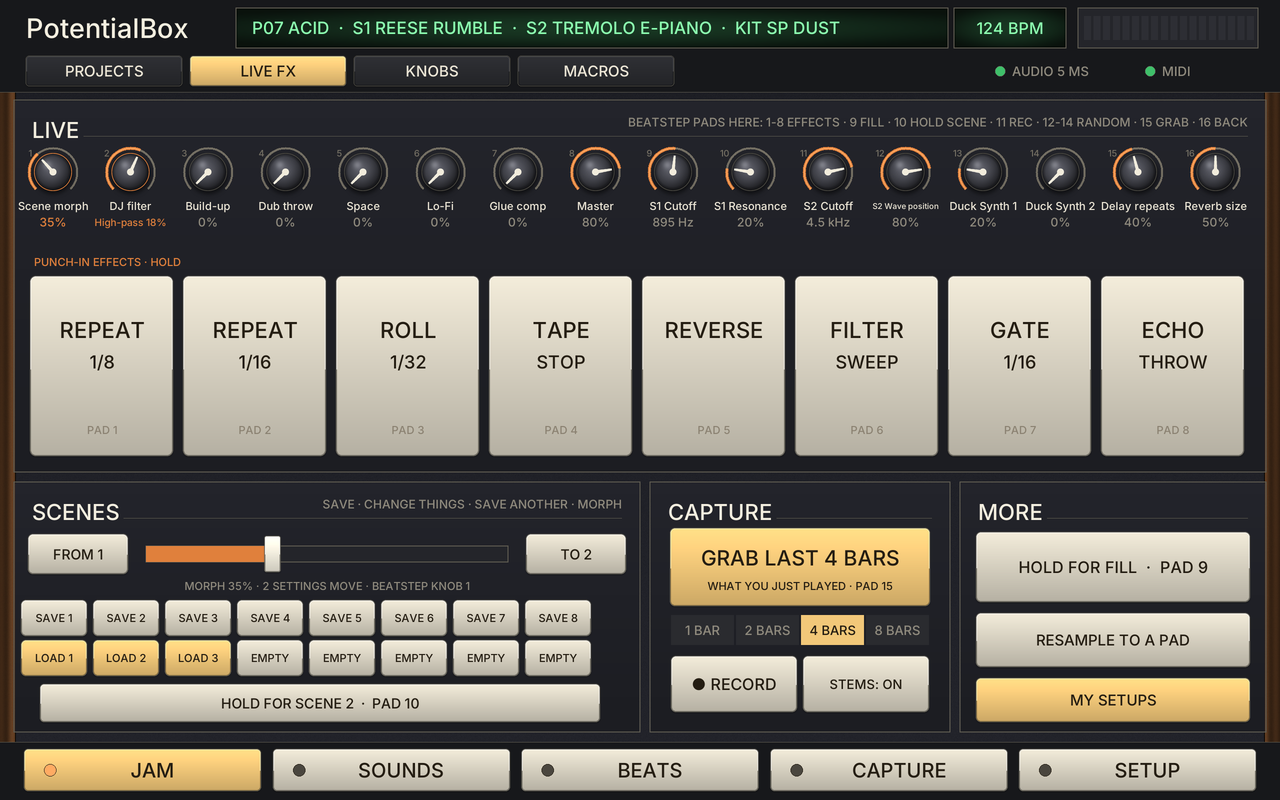 PotentialBox
P07 ACID · S1 REESE RUMBLE · S2 TREMOLO E-PIANO · KIT SP DUST
124 BPM
PROJECTS
LIVE FX
KNOBS
MACROS
AUDIO 5 MS
MIDI
LIVE
BEATSTEP PADS HERE: 1-8 EFFECTS · 9 FILL · 10 HOLD SCENE · 11 REC · 12-14 RANDOM · 15 GRAB · 16 BACK
1 2 3 4 5 6 7 8 9 10 11 12 13 14 15 16
Scene morph DJ filter Build-up Dub throw Space Lo-Fi Glue comp Master S1 Cutoff S1 Resonance S2 Cutoff S2 Wave position Duck Synth 1 Duck Synth 2 Delay repeats Reverb size
35% High-pass 18% 0% 0% 0% 0% 0% 80% 895 Hz 20% 4.5 kHz 80% 20% 0% 40% 50%
PUNCH-IN EFFECTS · HOLD
REPEAT
1/8
PAD 1
REPEAT
1/16
PAD 2
ROLL
1/32
PAD 3
TAPE
STOP
PAD 4
REVERSE
PAD 5
FILTER
SWEEP
PAD 6
GATE
1/16
PAD 7
ECHO
THROW
PAD 8
SCENES
SAVE · CHANGE THINGS · SAVE ANOTHER · MORPH
FROM 1
TO 2
MORPH 35% · 2 SETTINGS MOVE · BEATSTEP KNOB 1
SAVE 1 SAVE 2 SAVE 3 SAVE 4 SAVE 5 SAVE 6 SAVE 7 SAVE 8
LOAD 1 LOAD 2 LOAD 3 EMPTY EMPTY EMPTY EMPTY EMPTY
HOLD FOR SCENE 2 · PAD 10
CAPTURE
GRAB LAST 4 BARS
WHAT YOU JUST PLAYED · PAD 15
1 BAR 2 BARS 4 BARS 8 BARS
RECORD
STEMS: ON
MORE
HOLD FOR FILL · PAD 9
RESAMPLE TO A PAD
MY SETUPS
JAM
SOUNDS
BEATS
CAPTURE
SETUP